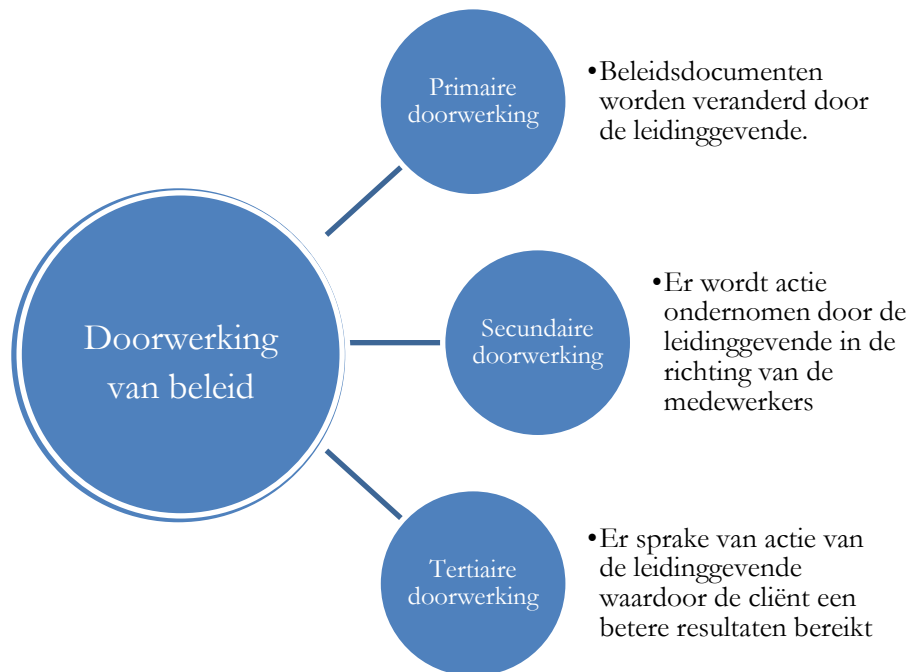 Doorwerking
van beleid
Primaire
doorwerking
•Beleidsdocumenten
worden veranderd door
de leidinggevende.
Secundaire
doorwerking
•Er wordt actie
ondernomen door de
leidinggevende in de
richting van de
medewerkers
Tertiaire
doorwerking
•Er sprake van actie van
de leidinggevende
waardoor de cliënt een
betere resultaten bereikt